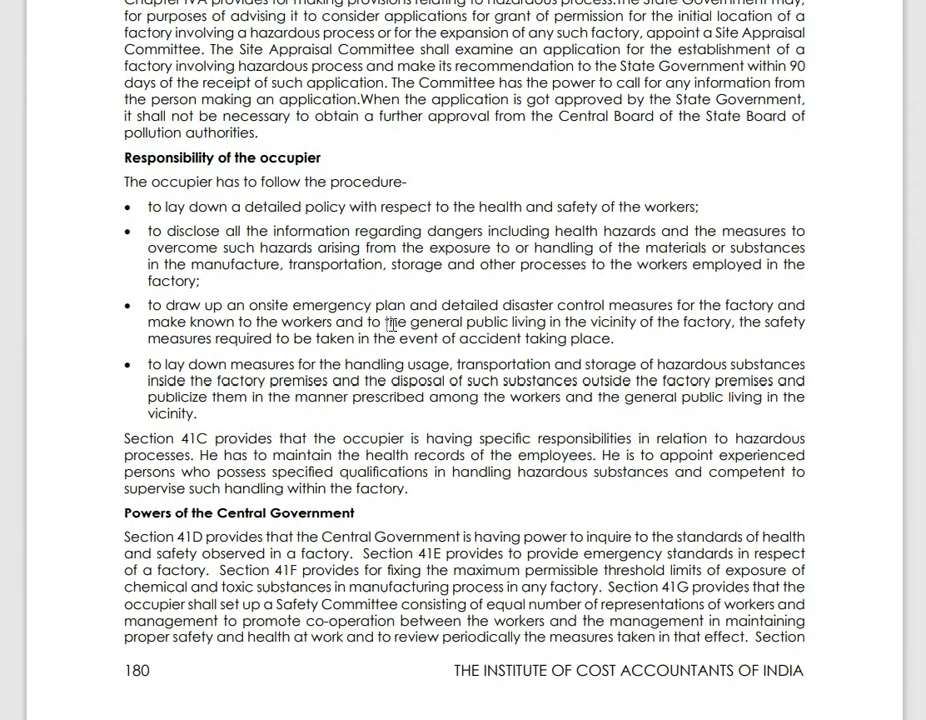 Chapter IVA provides for making provisions relating to hazardous process.The State Government may,
for purposes of advising it to consider applications for grant of permission for the initial location of a
factory involving a hazardous process or for the expansion of any such factory, appoint a Site Appraisal
Committee. The Site Appraisal Committee shall examine an application for the establishment of a
factory involving hazardous process and make its recommendation to the State Government within 90
days of the receipt of such application. The Committee has the power to call for any information from
the person making an application.When the application is got approved by the State Government,
it shall not be necessary to obtain a further approval from the Central Board of the State Board of
pollution authorities.
Responsibility of the occupier
The occupier has to follow the procedure-
• to lay down a detailed policy with respect to the health and safety of the workers;
• to disclose all the information regarding dangers including health hazards and the measures to
overcome such hazards arising from the exposure to or handling of the materials or substances
in the manufacture, transportation, storage and other processes to the workers employed in the
factory;
• to draw up an onsite emergency plan and detailed disaster control measures for the factory and
make known to the workers and to the general public living in the vicinity of the factory, the safety
measures required to be taken in the event of accident taking place.
• to lay down measures for the handling usage, transportation and storage of hazardous substances
inside the factory premises and the disposal of such substances outside the factory premises and
publicize them in the manner prescribed among the workers and the general public living in the
vicinity.
Section 41C provides that the occupier is having specific responsibilities in relation to hazardous
processes. He has to maintain the health records of the employees. He is to appoint experienced
persons who possess specified qualifications in handling hazardous substances and competent to
supervise such handling within the factory.
Powers of the Central Government
Section 41D provides that the Central Government is having power to inquire to the standards of health
and safety observed in a factory. Section 41E provides to provide emergency standards in respect
of a factory. Section 41F provides for fixing the maximum permissible threshold limits of exposure of
chemical and toxic substances in manufacturing process in any factory. Section 41G provides that the
occupier shall set up a Safety Committee consisting of equal number of representations of workers and
management to promote co-operation between the workers and the management in maintaining
proper safety and health at work and to review periodically the measures taken in that effect. Section
180 THE INSTITUTE OF COST ACCOUNTANTS OF INDIA